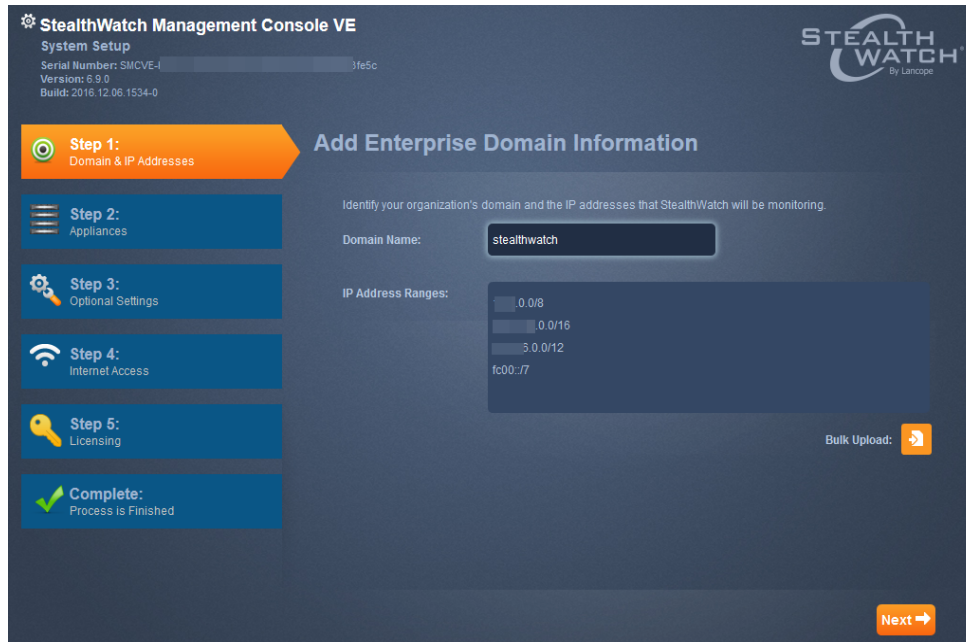 StealthWatch Management Console VE
System Setup
Serial Number: SMCVE-
Version: 6.9.0
Build: 2016.12.06.1534-0
STEALTH
WATCH
By Lancope
Step 1:
Domain & IP Addresses
Step 2:
Appliances
Step 3:
Optional Settings
Step 4:
Internet Access
Step 5:
Licensing
Complete:
Process is Finished
Add Enterprise Domain Information
Identify your organization's domain and the IP addresses that StealthWatch will be monitoring.
Domain Name:
stealthwatch
IP Address Ranges:
.0.0/8
.0.0/16
6.0.0/12
fc00::/7
Bulk Upload:
Next